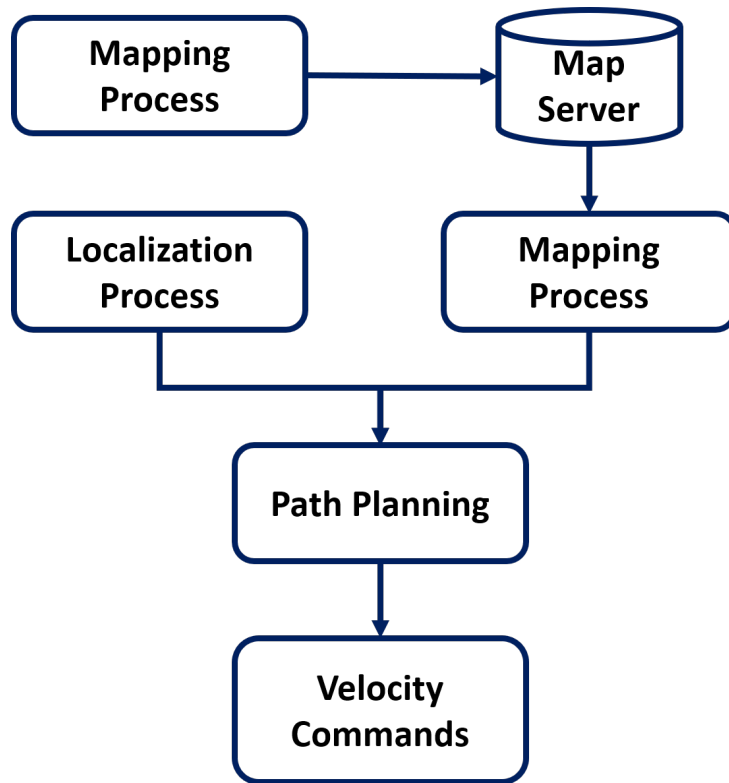 Mapping
Process
Map
Server
Localization
Process
Mapping
Process
Path Planning
Velocity
Commands